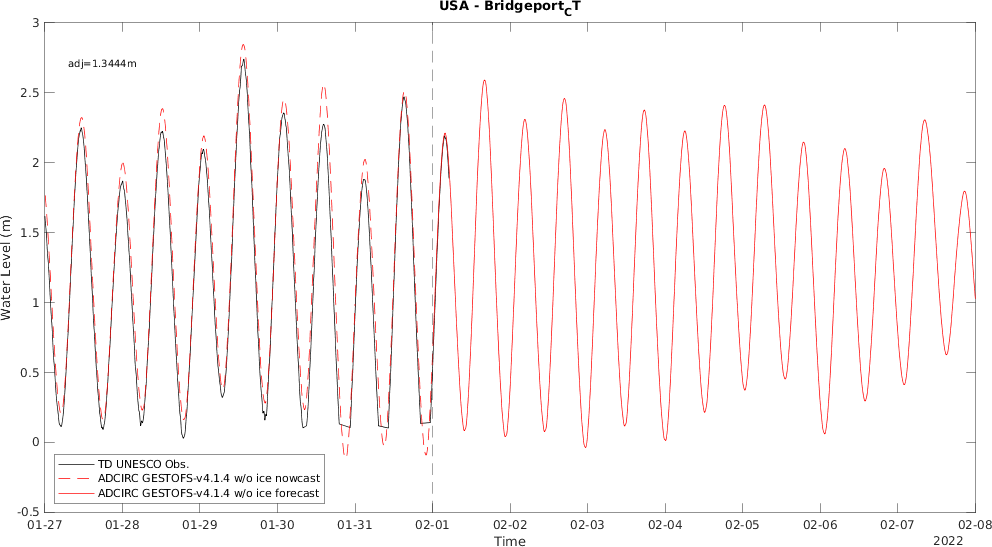 USA - Bridgeport_CT
adj=1.3444m
3
2.5
2
1.5
1
0.5
0
-0.5
Water Level (m)
TD UNESCO Obs.
ADCIRC GESTOFS-v4.1.4 w/o ice nowcast
ADCIRC GESTOFS-v4.1.4 w/o ice forecast
01-27 01-28 01-29 01-30 01-31 02-01 02-02 02-03 02-04 02-05 02-06 02-07 02-08
Time
2022